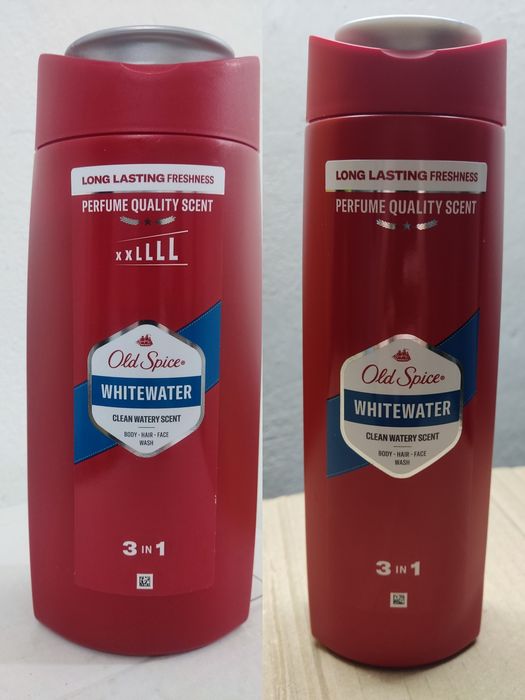 LONG LASTING FRESHNESS
PERFUME QUALITY SCENT
xxLLLL
Old Spice®
WHITEWATER
CLEAN WATERY SCENT
BODY - HAIR - FACE
WASH
3 IN 1
LONG LASTING FRESHNESS
PERFUME QUALITY SCENT
Old Spice®
WHITEWATER
CLEAN WATERY SCENT
BODY - HAIR - FACE
WASH
3 IN 1